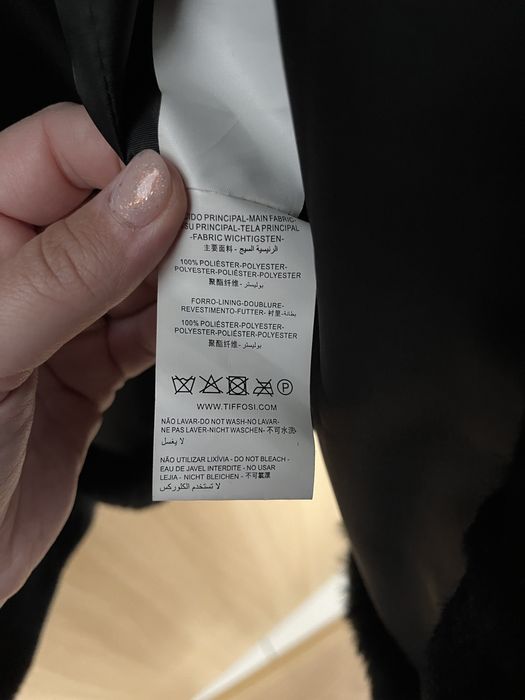 IDO PRINCIPAL-MAIN FABRIC-
SU PRINCIPAL-TELA PRINCIPAL
-FABRIC WICHTIGSTEN-
主要面料 - الرئيسية النسيج
100% POLIÉSTER-POLYESTER-
POLYESTER-POLIÉSTER-POLYESTER
聚酯纤维- بوليستر
FORRO-LINING-DOUBLURE-
REVESTIMENTO-FUTTER- 衬里-بطانة
100% POLIÉSTER-POLYESTER-
POLYESTER-POLIÉSTER-POLYESTER
聚酯纤维- بوليستر
P
WWW.TIFFOSI.COM
NÃO LAVAR-DO NOT WASH-NO LAVAR-
NE PAS LAVER-NICHT WASCHEN- 不可水洗-
لا يغسل
NÃO UTILIZAR LIXÍVIA - DO NOT BLEACH -
EAU DE JAVEL INTERDITE - NO USAR
LEJIA - NICHT BLEICHEN - 不可氯漂
لا تستخدم الكلوركس